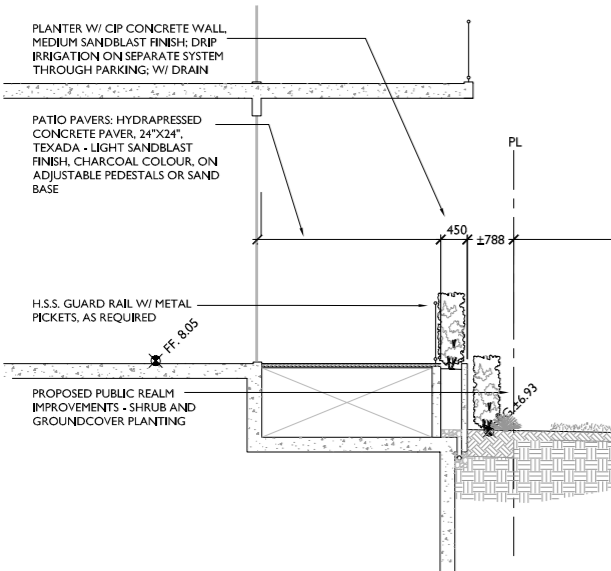 PLANTER W/ CIP CONCRETE WALL,
MEDIUM SANDBLAST FINISH; DRIP
IRRIGATION ON SEPARATE SYSTEM
THROUGH PARKING; W/ DRAIN
PATIO PAVERS: HYDRAPRESSED
CONCRETE PAVER, 24"X24",
TEXADA - LIGHT SANDBLAST
FINISH, CHARCOAL COLOUR, ON
ADJUSTABLE PEDESTALS OR SAND
BASE
PL
450
±788
H.S.S. GUARD RAIL W/ METAL
PICKETS, AS REQUIRED
FF. 8.05
PROPOSED PUBLIC REALM
IMPROVEMENTS - SHRUB AND
GROUNDCOVER PLANTING
±6.93